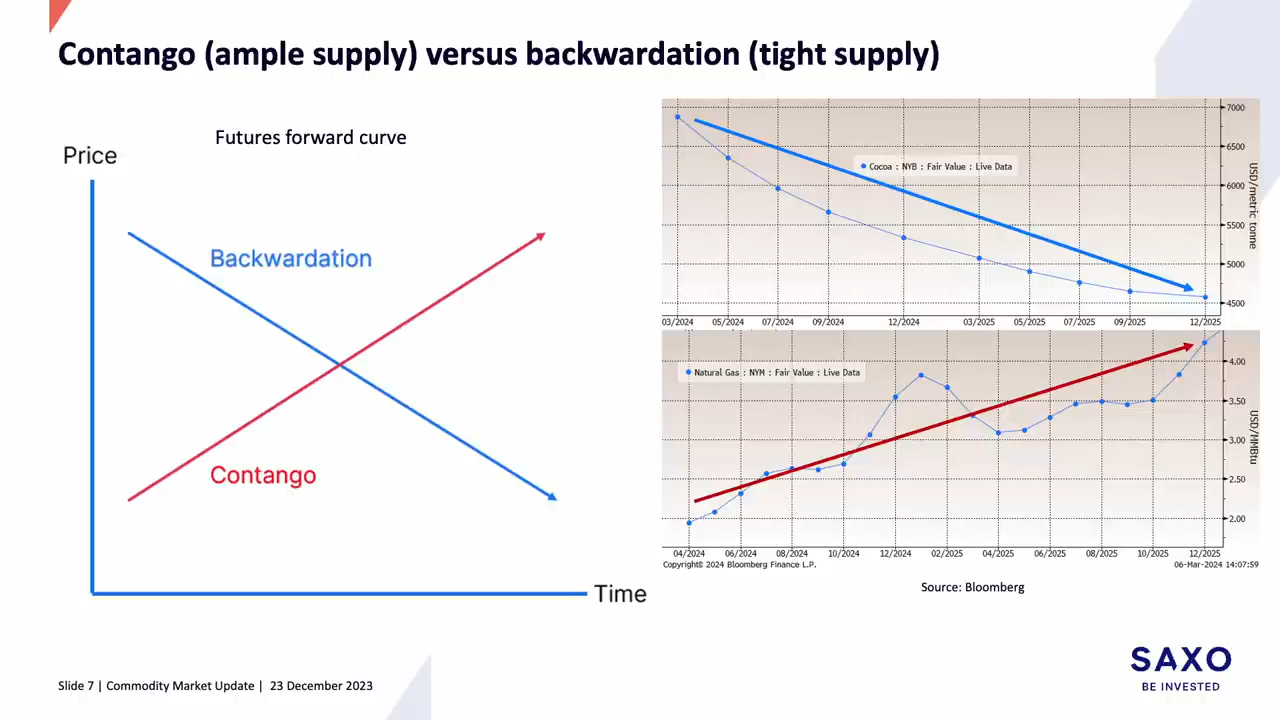 Contango (ample supply) versus backwardation (tight supply)
Futures forward curve
Price
Backwardation
Contango
Time
Cocoa : NYB : Fair Value : Live Data
7000
6500
6000
5500
5000
4500
USD/metric tonne
03/2024 05/2024 07/2024 09/2024 12/2024 03/2025 05/2025 07/2025 09/2025 12/2025
Natural Gas : NYM : Fair Value : Live Data
4.00
3.50
3.00
2.50
2.00
USD/MMBtu
04/2024 06/2024 08/2024 10/2024 12/2024 02/2025 04/2025 06/2025 08/2025 10/2025 12/2025
Copyright© 2024 Bloomberg Finance L.P. 06-Mar-2024 14:07:59
Source: Bloomberg
SAXO
BE INVESTED
Slide 7 | Commodity Market Update | 23 December 2023